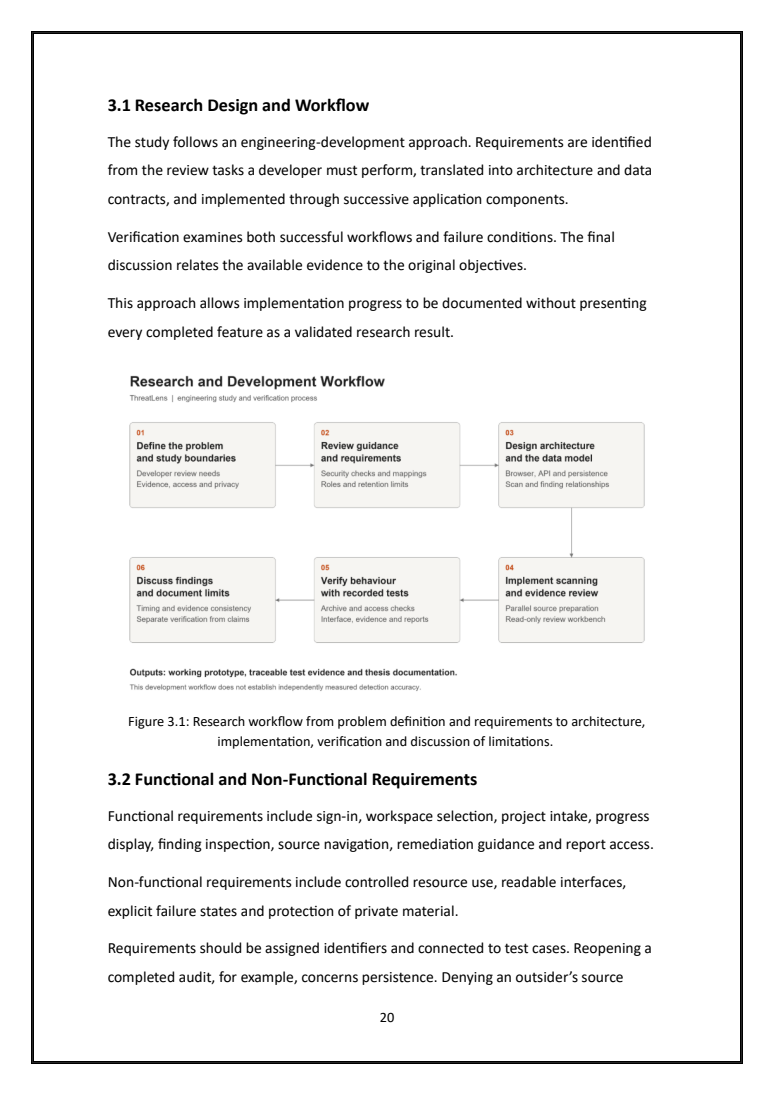 3.1 Research Design and Workflow
The study follows an engineering-development approach. Requirements are identified
from the review tasks a developer must perform, translated into architecture and data
contracts, and implemented through successive application components.
Verification examines both successful workflows and failure conditions. The final
discussion relates the available evidence to the original objectives.
This approach allows implementation progress to be documented without presenting
every completed feature as a validated research result.
Research and Development Workflow
ThreatLens | engineering study and verification process
01
Define the problem
and study boundaries
Developer review needs
Evidence, access and privacy
02
Review guidance
and requirements
Security checks and mappings
Roles and retention limits
03
Design architecture
and the data model
Browser, API and persistence
Scan and finding relationships
06
Discuss findings
and document limits
Timing and evidence consistency
Separate verification from claims
05
Verify behaviour
with recorded tests
Archive and access checks
Interface, evidence and reports
04
Implement scanning
and evidence review
Parallel source preparation
Read-only review workbench
Outputs: working prototype, traceable test evidence and thesis documentation.
This development workflow does not establish independently measured detection accuracy.
Figure 3.1: Research workflow from problem definition and requirements to architecture,
implementation, verification and discussion of limitations.
3.2 Functional and Non-Functional Requirements
Functional requirements include sign-in, workspace selection, project intake, progress
display, finding inspection, source navigation, remediation guidance and report access.
Non-functional requirements include controlled resource use, readable interfaces,
explicit failure states and protection of private material.
Requirements should be assigned identifiers and connected to test cases. Reopening a
completed audit, for example, concerns persistence. Denying an outsider’s source
20